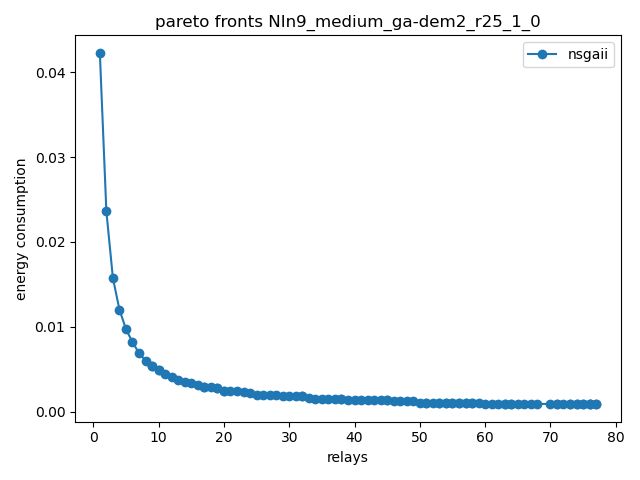 pareto fronts NIn9_medium_ga-dem2_r25_1_0
nsgaii
energy consumption
0.04
0.03
0.02
0.01
0.00
0 10 20 30 40 50 60 70 80
relays